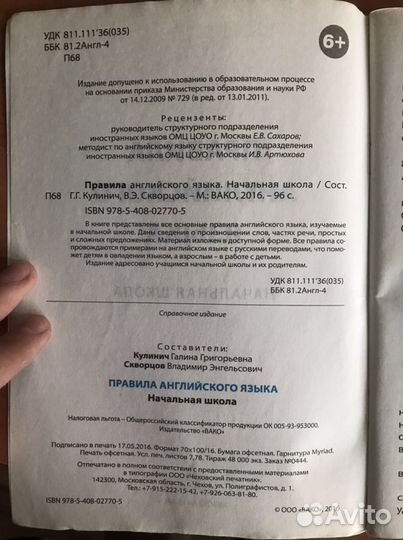 УДК 811.111'36(035)
ББК 81.2Англ-4
П68
6+
Издание допущено к использованию в образовательном процессе
на основании приказа Министерства образования и науки РФ
от 14.12.2009 № 729 (в ред. от 13.01.2011).
Рецензенты:
руководитель структурного подразделения
иностранных языков ОМЦ ЦОУО г. Москвы Е.В. Сахаров;
методист по английскому языку структурного подразделения
иностранных языков ОМЦ ЦОУО г. Москвы И.В. Артюхова
Правила английского языка. Начальная школа / Сост.
П68 Г.Г. Кулинич, В.Э. Скворцов. – М.: ВАКО, 2016. – 96 с.
ISBN 978-5-408-02770-5
В книге представлены все основные правила английского языка, изучаемые
в начальной школе. Даны сведения о произношении слов, частях речи, простых
и сложных предложениях. Материал изложен в доступной форме. Все правила со-
провождаются примерами на английском языке с русскими переводами, что поможет
детям в овладении языком, а взрослым – в работе с детьми.
Издание адресовано учащимся начальной школы и их родителям.
УДК 811.111'36(035)
ББК 81.2Англ-4
Справочное издание
Составители:
Кулинич Галина Григорьевна
Скворцов Владимир Энгельсович
ПРАВИЛА АНГЛИЙСКОГО ЯЗЫКА
Начальная школа
Налоговая льгота – Общероссийский классификатор продукции ОК 005-93-953000.
Издательство «ВАКО»
Подписано в печать 17.05.2016. Формат 70×100/16. Бумага офсетная. Гарнитура Myriad.
Печать офсетная. Усл. печ. листов 7,78. Тираж 48 000 экз. Заказ №0444.
Отпечатано в полном соответствии с предоставленными материалами
в типографии ООО «Чеховский печатник».
142300, Московская область, г. Чехов, ул. Полиграфистов, д. 1.
Тел.: +7-915-222-15-42, +7-926-063-81-80.
ISBN 978-5-408-02770-5
© ООО «ВАКО», 2016
Avito